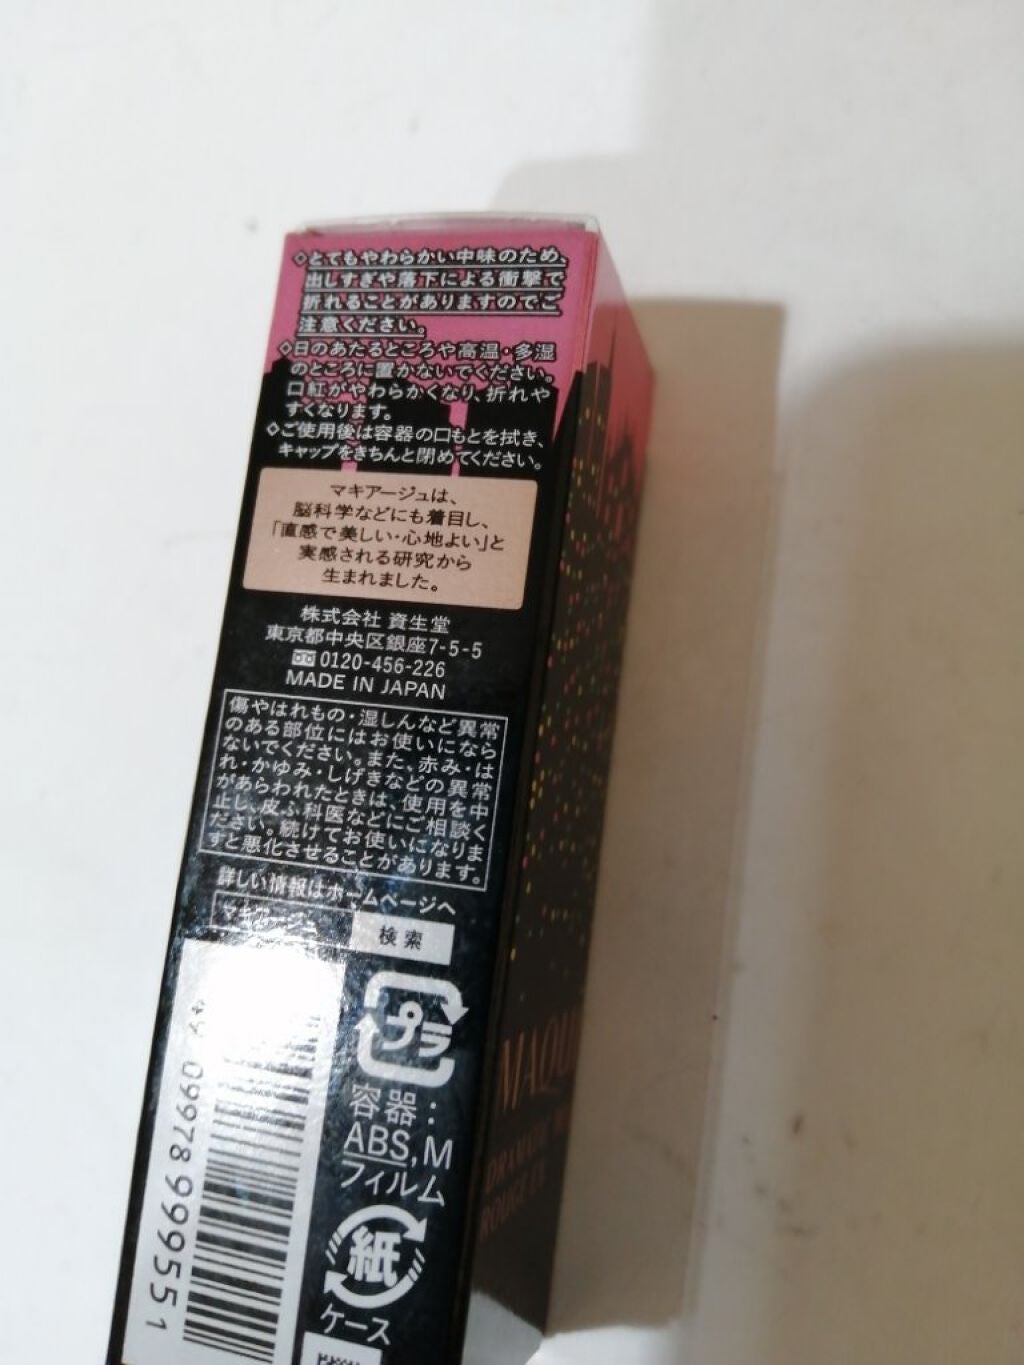 ◇とてもやわらかい中味のため、
出しすぎや落下による衝撃で
折れることがありますのでご
注意ください。
◇日のあたるところや高温・多湿
のところに置かないでください。
口紅がやわらかくなり、折れや
すくなります。
◇ご使用後は容器の口もとを拭き、
キャップをきちんと閉めてください。
マキアージュは、
脳科学などにも着目し、
「直感で美しい・心地よい」と
実感される研究から
生まれました。
株式会社 資生堂
東京都中央区銀座7-5-5
0120-456-226
MADE IN JAPAN
傷やはれもの・湿しんなど異常
のある部位にはお使いになら
ないでください。また、赤み・は
れ・かゆみ・しげきなどの異常
があらわれたときは、使用を中
止し、皮ふ科医などにご相談く
ださい。続けてお使いになりま
すと悪化させることがあります。
詳しい情報はホームページへ
検索
プラ
容器:
ABS,M
フィルム
紙
ケース
09978 999551
MAQU
ROUGE